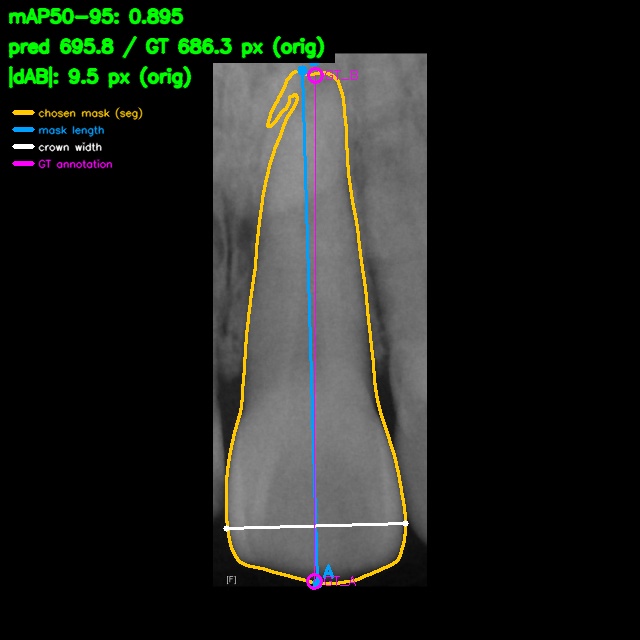 mAP50-95: 0.895
pred 695.8 / GT 686.3 px (orig)
|dAB|: 9.5 px (orig)
chosen mask (seg)
mask length
crown width
GT annotation
[F]
A